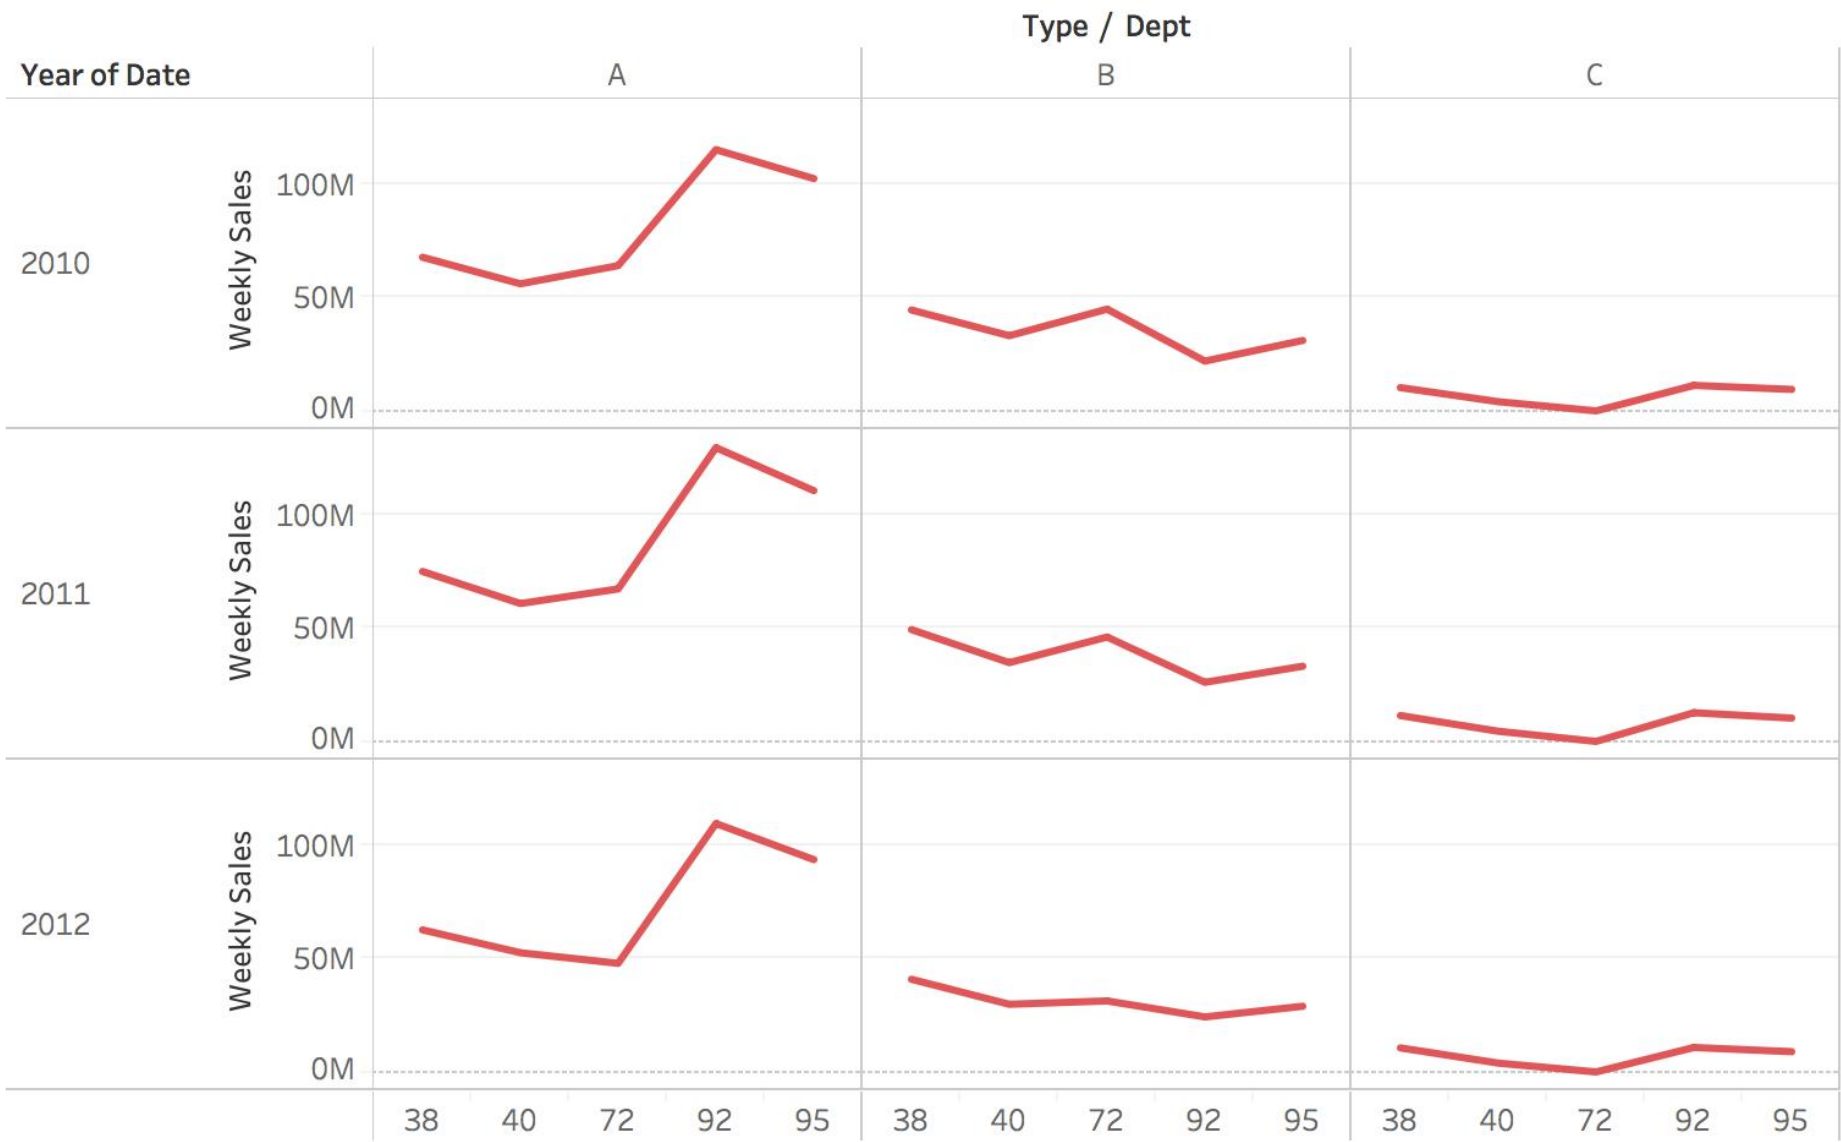 Type / Dept
Year of Date A B C
2010
Weekly Sales
100M
50M
0M
2011
Weekly Sales
100M
50M
0M
2012
Weekly Sales
100M
50M
0M
38 40 72 92 95 38 40 72 92 95 38 40 72 92 95